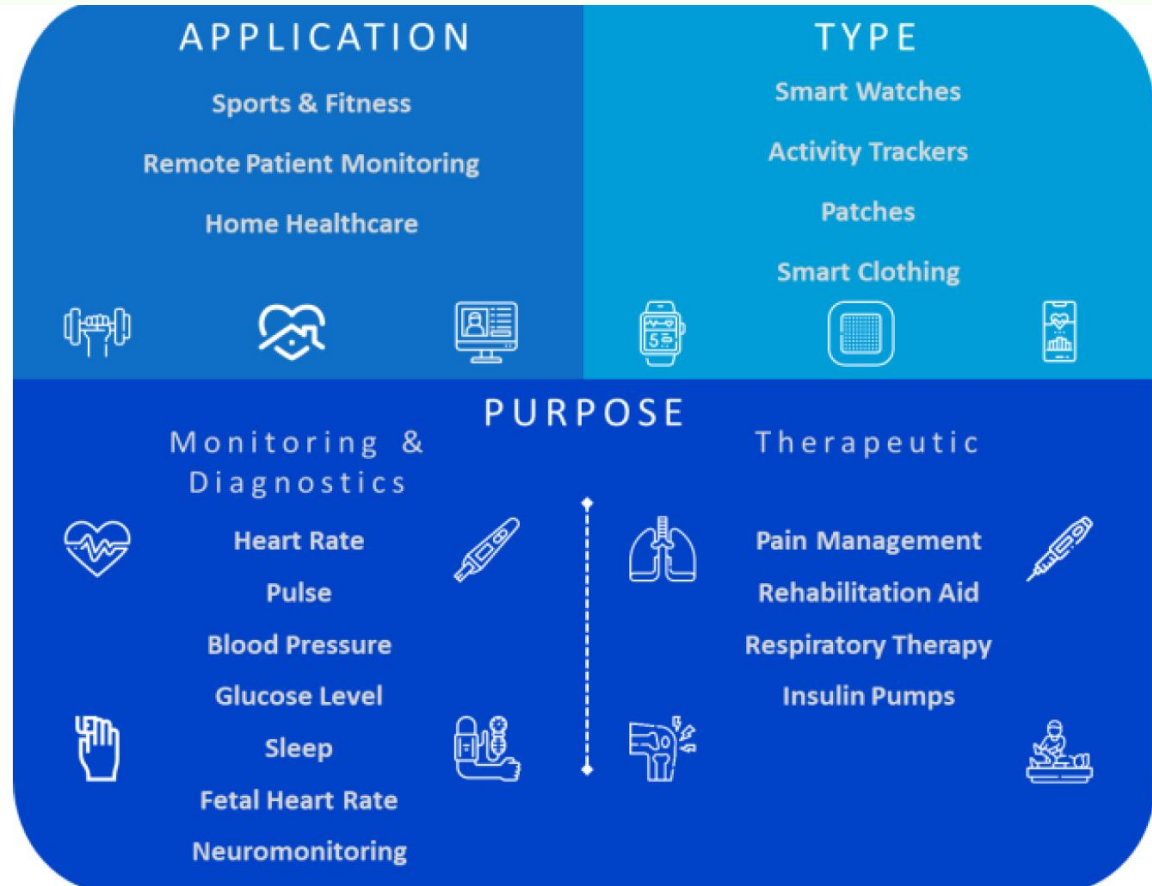 APPLICATION
Sports & Fitness
Remote Patient Monitoring
Home Healthcare
TYPE
Smart Watches
Activity Trackers
Patches
Smart Clothing
5
PURPOSE
Monitoring &
Diagnostics
Heart Rate
Pulse
Blood Pressure
Glucose Level
Sleep
Fetal Heart Rate
Neuromonitoring
Therapeutic
Pain Management
Rehabilitation Aid
Respiratory Therapy
Insulin Pumps